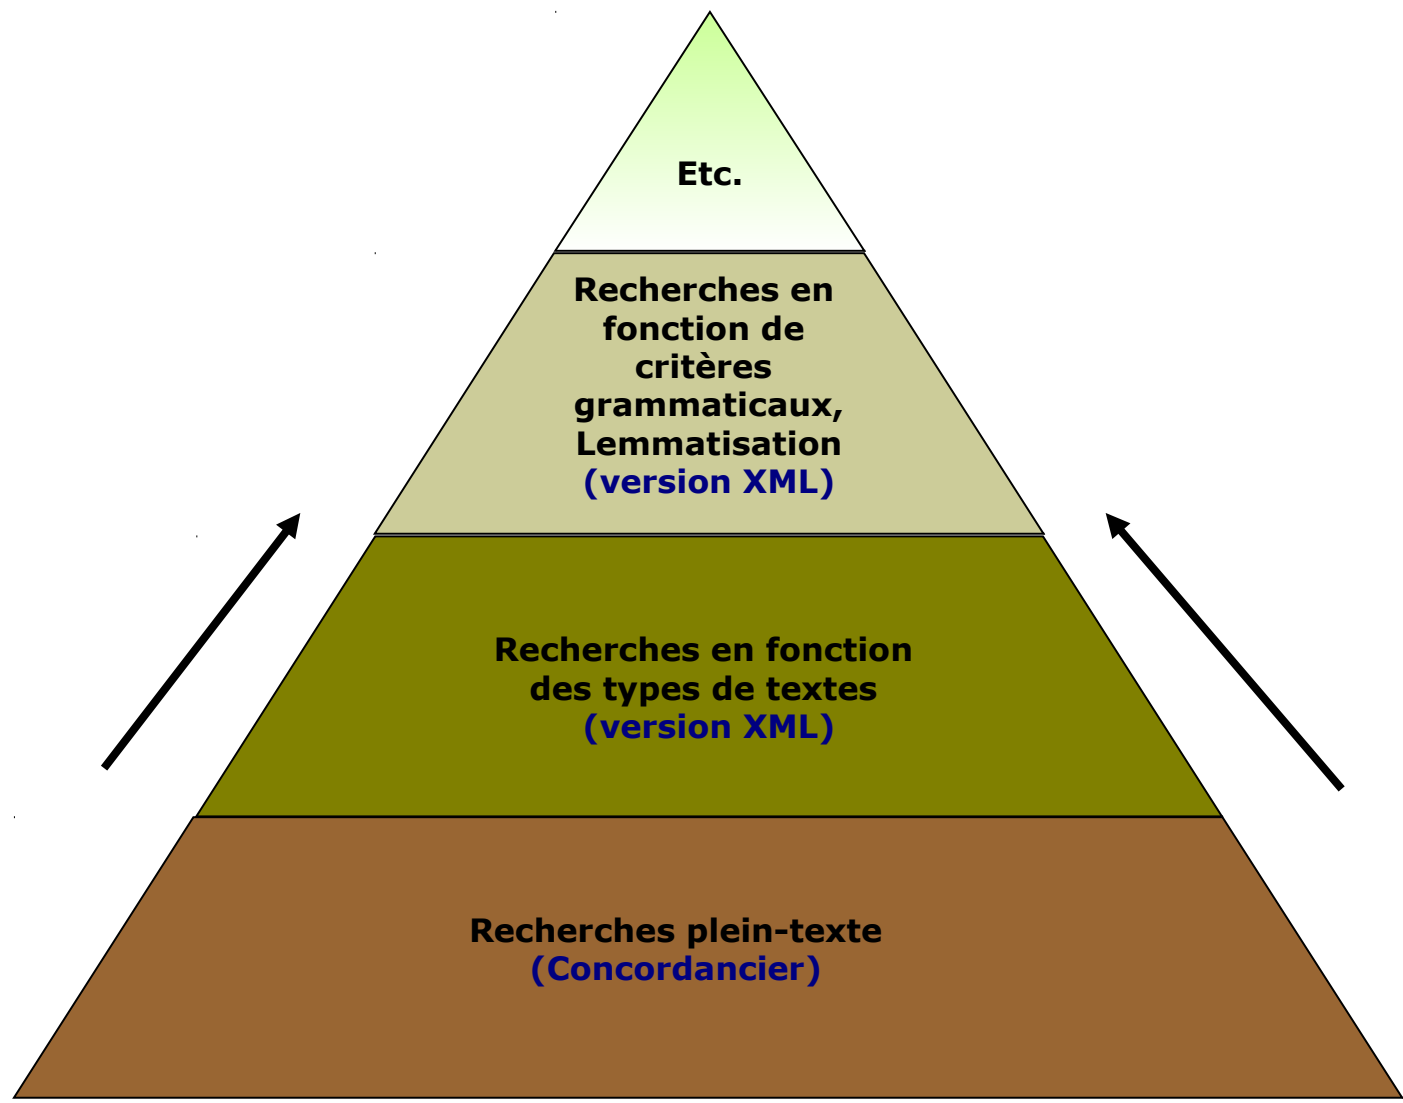 Etc.
Recherches en
fonction de
critères
grammaticaux,
Lemmatisation
(version XML)
Recherches en fonction
des types de textes
(version XML)
Recherches plein-texte
(Concordancier)